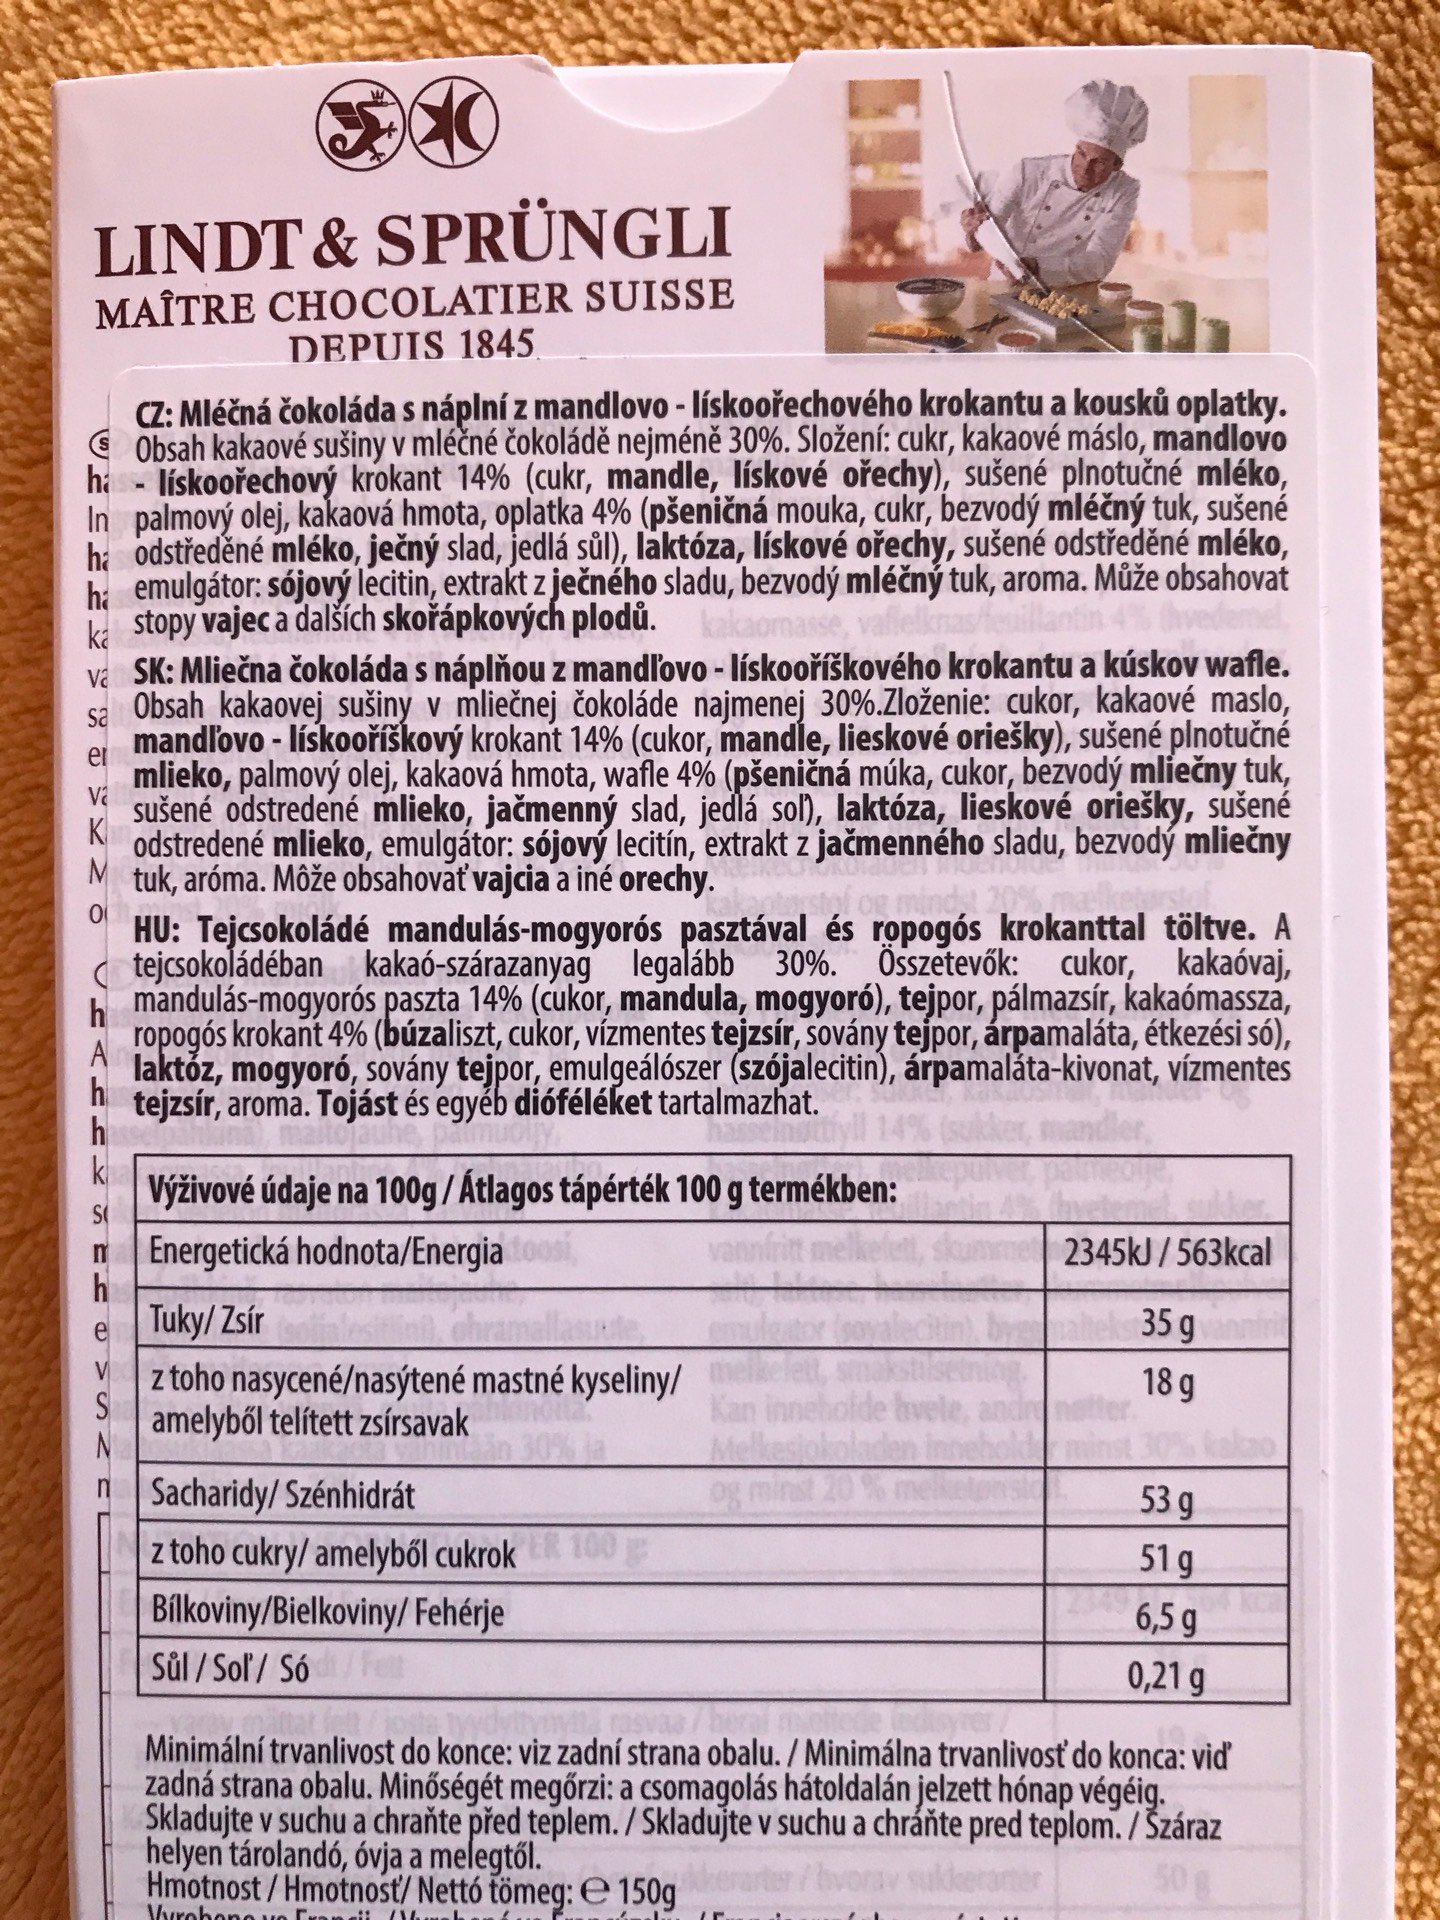 LINDT & SPRÜNGLI
MAÎTRE CHOCOLATIER SUISSE
DEPUIS 1845
CZ: Mléčná čokoláda s náplní z mandlovo - lískoořechového krokantu a kousků oplatky.
Obsah kakaové sušiny v mléčné čokoládě nejméně 30%. Složení: cukr, kakaové máslo, mandlovo
- lískoořechový krokant 14% (cukr, mandle, lískové ořechy), sušené plnotučné mléko,
palmový olej, kakaová hmota, oplatka 4% (pšeničná mouka, cukr, bezvodý mléčný tuk, sušené
odstředěné mléko, ječný slad, jedlá sůl), laktóza, lískové ořechy, sušené odstředěné mléko,
emulgátor: sójový lecitin, extrakt z ječného sladu, bezvodý mléčný tuk, aroma. Může obsahovat
stopy vajec a dalších skořápkových plodů.
SK: Mliečna čokoláda s náplňou z mandľovo - lískooříškového krokantu a kúskov wafle.
Obsah kakaovej sušiny v mliečnej čokoláde najmenej 30%.Zloženie: cukor, kakaové maslo,
mandľovo - lískooříškový krokant 14% (cukor, mandle, lieskové oriešky), sušené plnotučné
mlieko, palmový olej, kakaová hmota, wafle 4% (pšeničná múka, cukor, bezvodý mliečny tuk,
sušené odstredené mlieko, jačmenný slad, jedlá soľ), laktóza, lieskové oriešky, sušené
odstredené mlieko, emulgátor: sójový lecitín, extrakt z jačmenného sladu, bezvodý mliečny
tuk, aróma. Môže obsahovať vajcia a iné orechy.
HU: Tejcsokoládé mandulás-mogyorós pasztával és ropogós krokanttal töltve. A
tejcsokoládéban kakaó-szárazanyag legalább 30%. Összetevők: cukor, kakaóvaj,
mandulás-mogyorós paszta 14% (cukor, mandula, mogyoró), tejpor, pálmazsír, kakaómassza,
ropogós krokant 4% (búzaliszt, cukor, vízmentes tejzsír, sovány tejpor, árpamaláta, étkezési só),
laktóz, mogyoró, sovány tejpor, emulgeálószer (szójalecitin), árpamaláta-kivonat, vízmentes
tejzsír, aroma. Tojást és egyéb dióféléket tartalmazhat.
Výživové údaje na 100g / Átlagos tápérték 100 g termékben:
Energetická hodnota/Energia 2345kJ / 563kcal
Tuky/ Zsír 35 g
z toho nasycené/nasýtené mastné kyseliny/ 18 g
amelyből telített zsírsavak
Sacharidy/ Szénhidrát 53 g
z toho cukry/ amelyből cukrok 51 g
Bílkoviny/Bielkoviny/ Fehérje 6,5 g
Sůl / Soľ / Só 0,21 g
Minimální trvanlivost do konce: viz zadní strana obalu. / Minimálna trvanlivosť do konca: viď
zadná strana obalu. Minőségét megőrzi: a csomagolás hátoldalán jelzett hónap végéig.
Skladujte v suchu a chraňte před teplem. / Skladujte v suchu a chráňte pred teplom. / Száraz
helyen tárolandó, óvja a melegtől.
Hmotnost / Hmotnosť/ Nettó tömeg: ℮ 150g